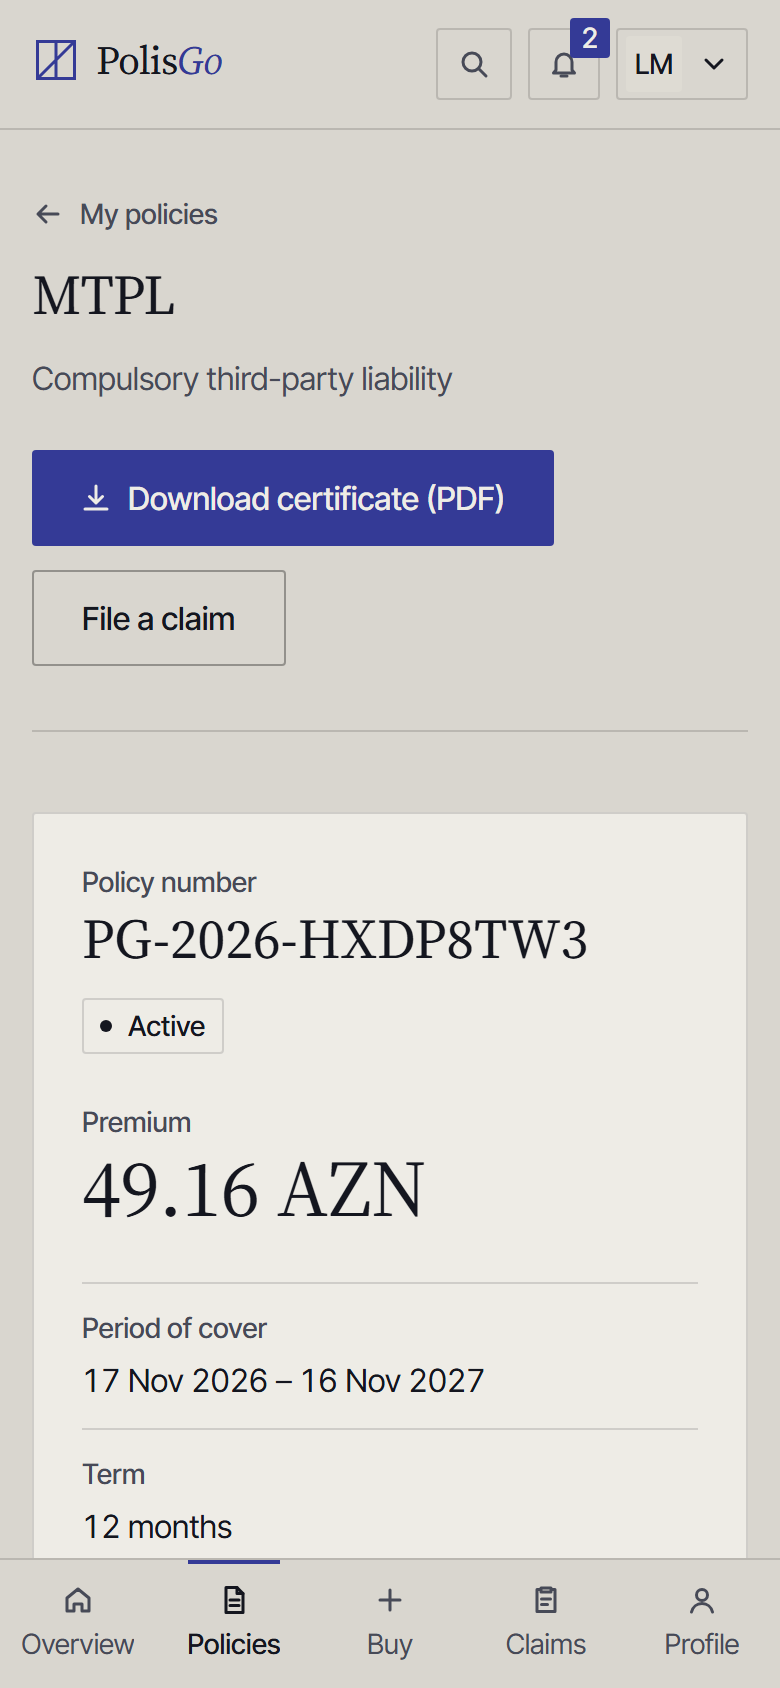 PolisGo
2
LM
My policies
MTPL
Compulsory third-party liability
Download certificate (PDF)
File a claim
Policy number
PG-2026-HXDP8TW3
Active
Premium
49.16 AZN
Period of cover
17 Nov 2026 – 16 Nov 2027
Term
12 months
Overview
Policies
Buy
Claims
Profile